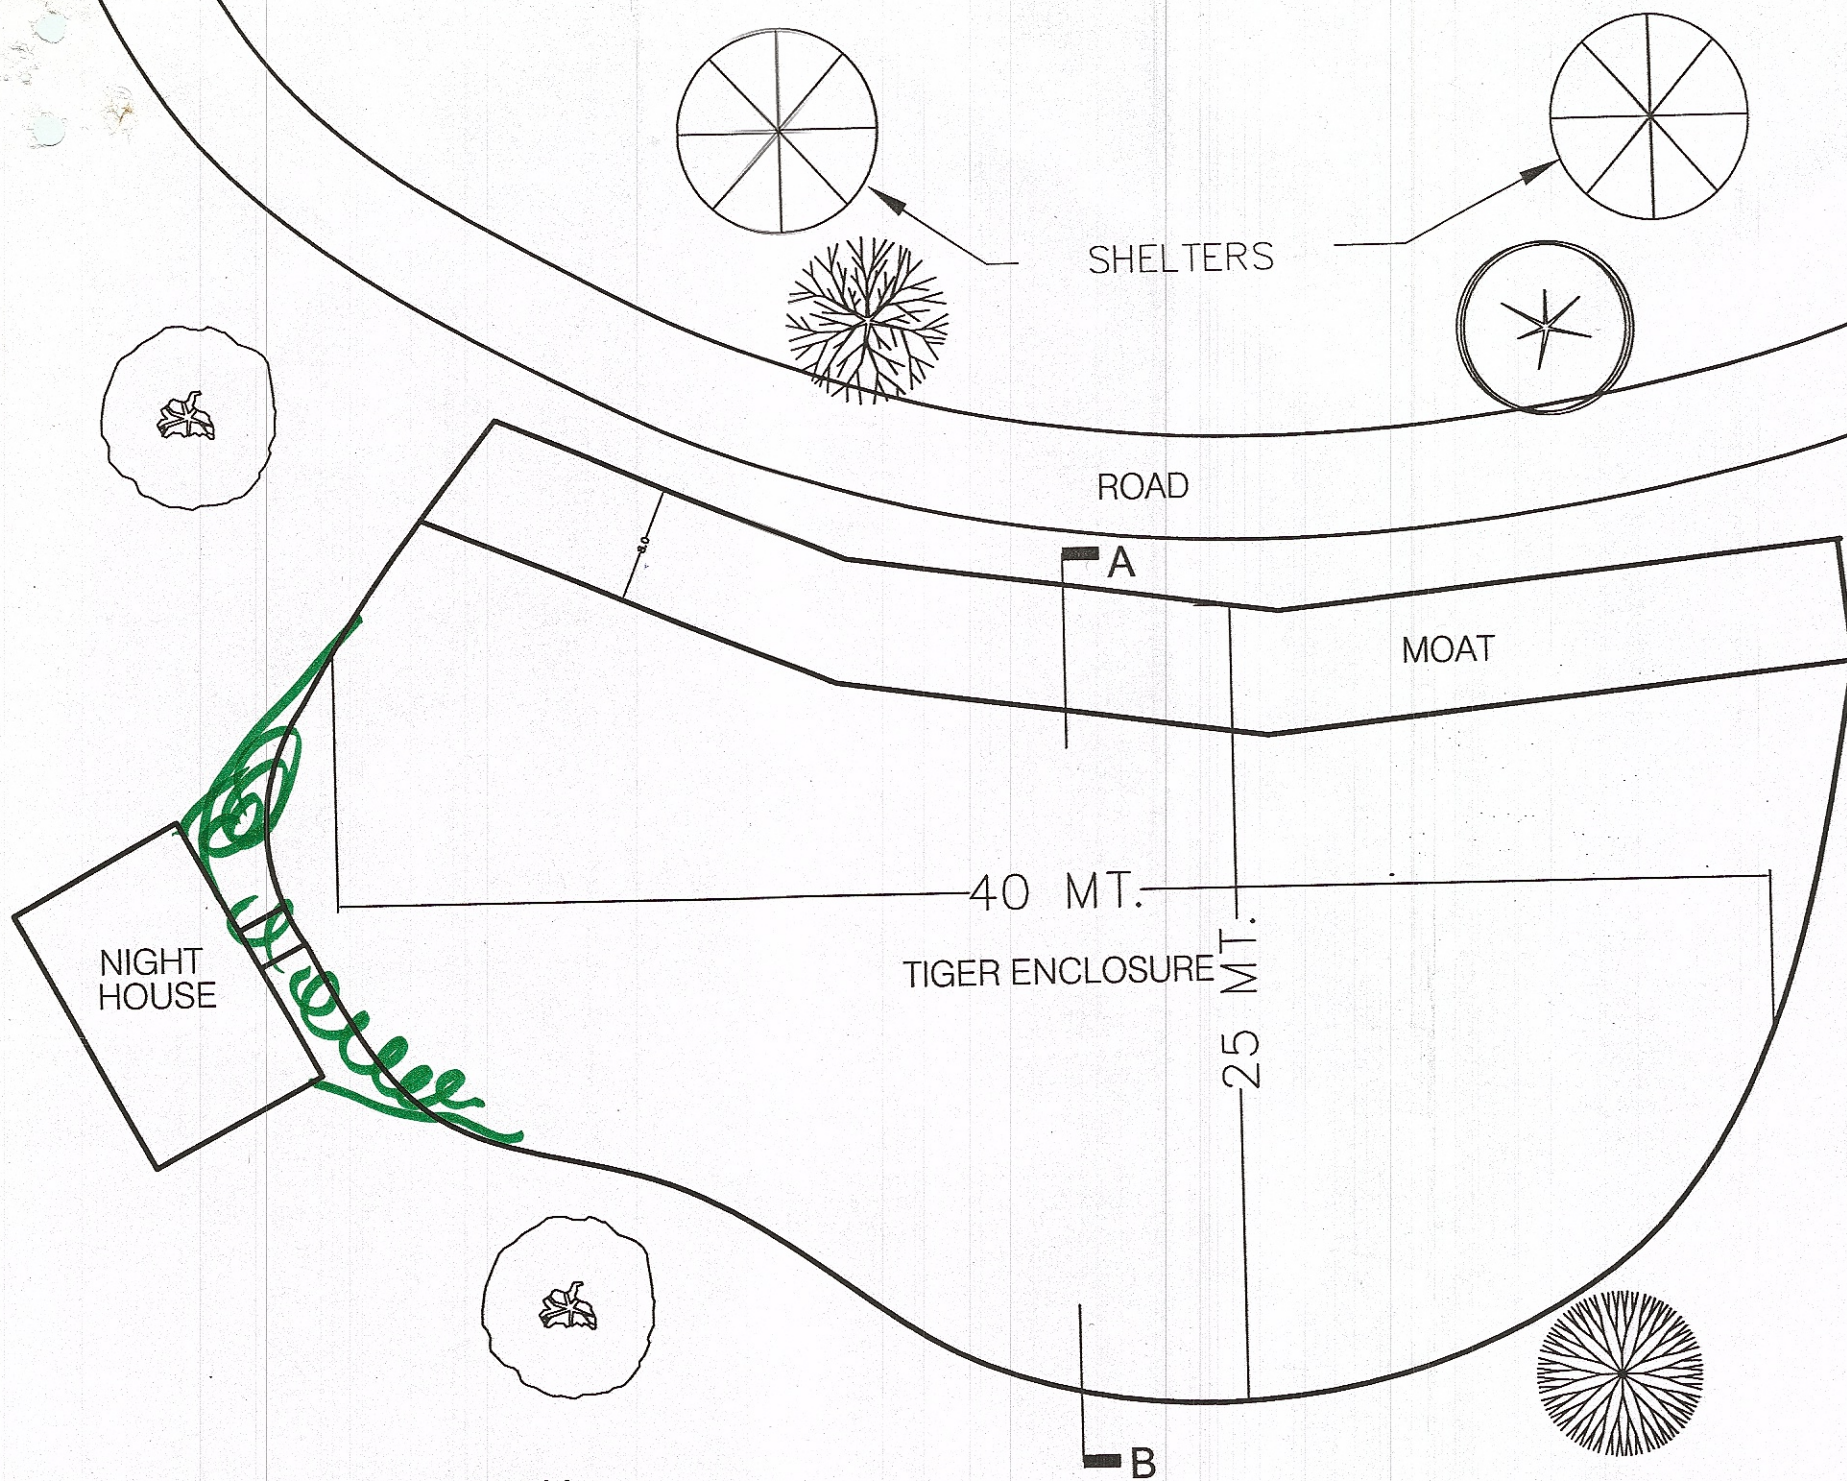 SHELTERS
ROAD
A
MOAT
40 MT.
25 MT.
TIGER ENCLOSURE
NIGHT
HOUSE
B